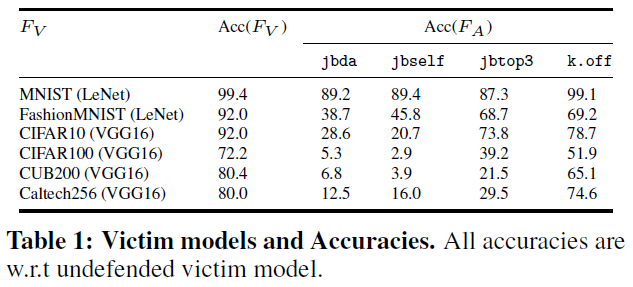 F_V Acc(F_V) Acc(F_A)
jbda jbself jbtop3 k.off
MNIST (LeNet) 99.4 89.2 89.4 87.3 99.1
FashionMNIST (LeNet) 92.0 38.7 45.8 68.7 69.2
CIFAR10 (VGG16) 92.0 28.6 20.7 73.8 78.7
CIFAR100 (VGG16) 72.2 5.3 2.9 39.2 51.9
CUB200 (VGG16) 80.4 6.8 3.9 21.5 65.1
Caltech256 (VGG16) 80.0 12.5 16.0 29.5 74.6
Table 1: Victim models and Accuracies. All accuracies are
w.r.t undefended victim model.